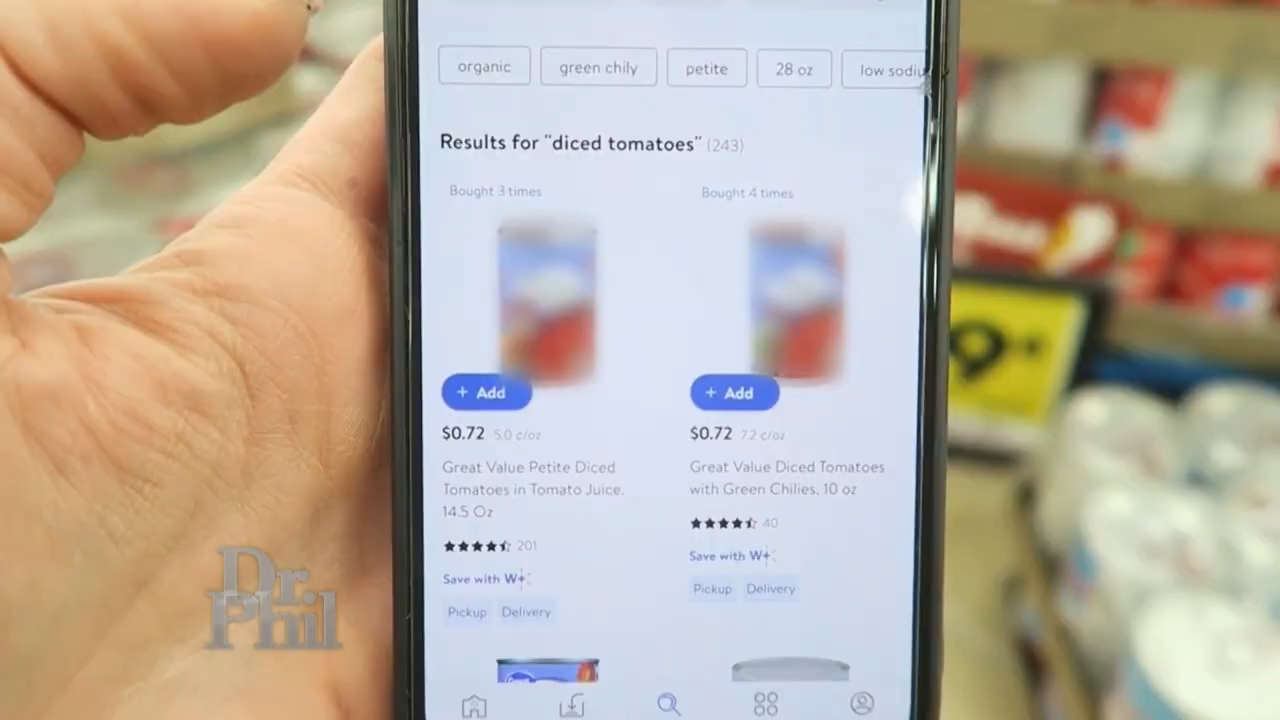 organic
green chily
petite
28 oz
low sodiu
Results for "diced tomatoes" (243)
Bought 3 times
Bought 4 times
+ Add
+ Add
$0.72 5.0 c/oz
$0.72 7.2 c/oz
Great Value Petite Diced
Tomatoes in Tomato Juice,
14.5 Oz
Great Value Diced Tomatoes
with Green Chilies, 10 oz
201
40
Save with W+
Save with W+
Pickup
Delivery
Pickup
Delivery
Dr.
Phil
9